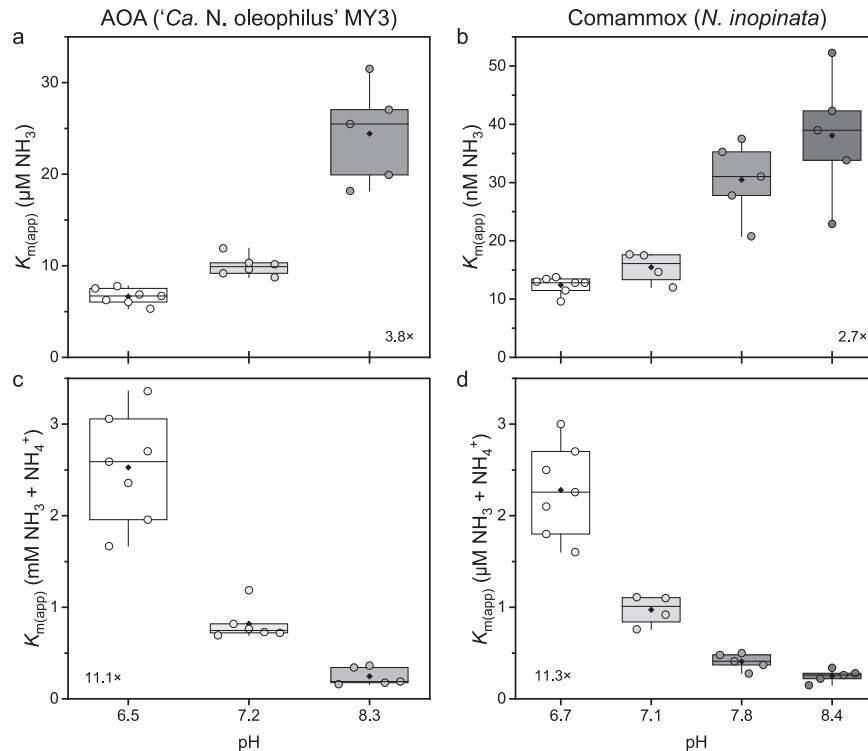 AOA (‘Ca. N. oleophilus’ MY3)
Comammox (N. inopinata)
a
b
30
20
10
0
Km(app) (µM NH3)
3.8×
60
50
40
30
20
10
0
Km(app) (nM NH3)
2.7×
c
d
3
2
1
0
Km(app) (mM NH3 + NH4+)
11.1×
6.5 7.2 8.3
pH
3
2
1
0
Km(app) (µM NH3 + NH4+)
11.3×
6.7 7.1 7.8 8.4
pH